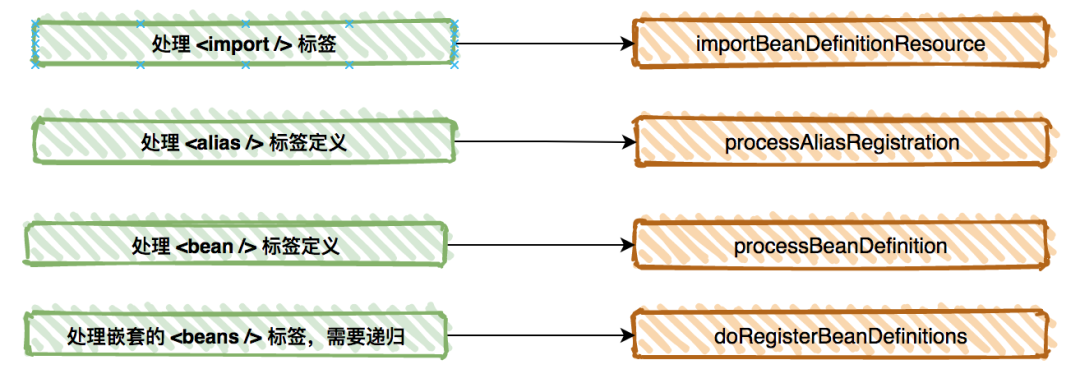 处理 <import /> 标签
importBeanDefinitionResource
处理 <alias /> 标签定义
processAliasRegistration
处理 <bean /> 标签定义
processBeanDefinition
处理嵌套的 <beans /> 标签，需要递归
doRegisterBeanDefinitions